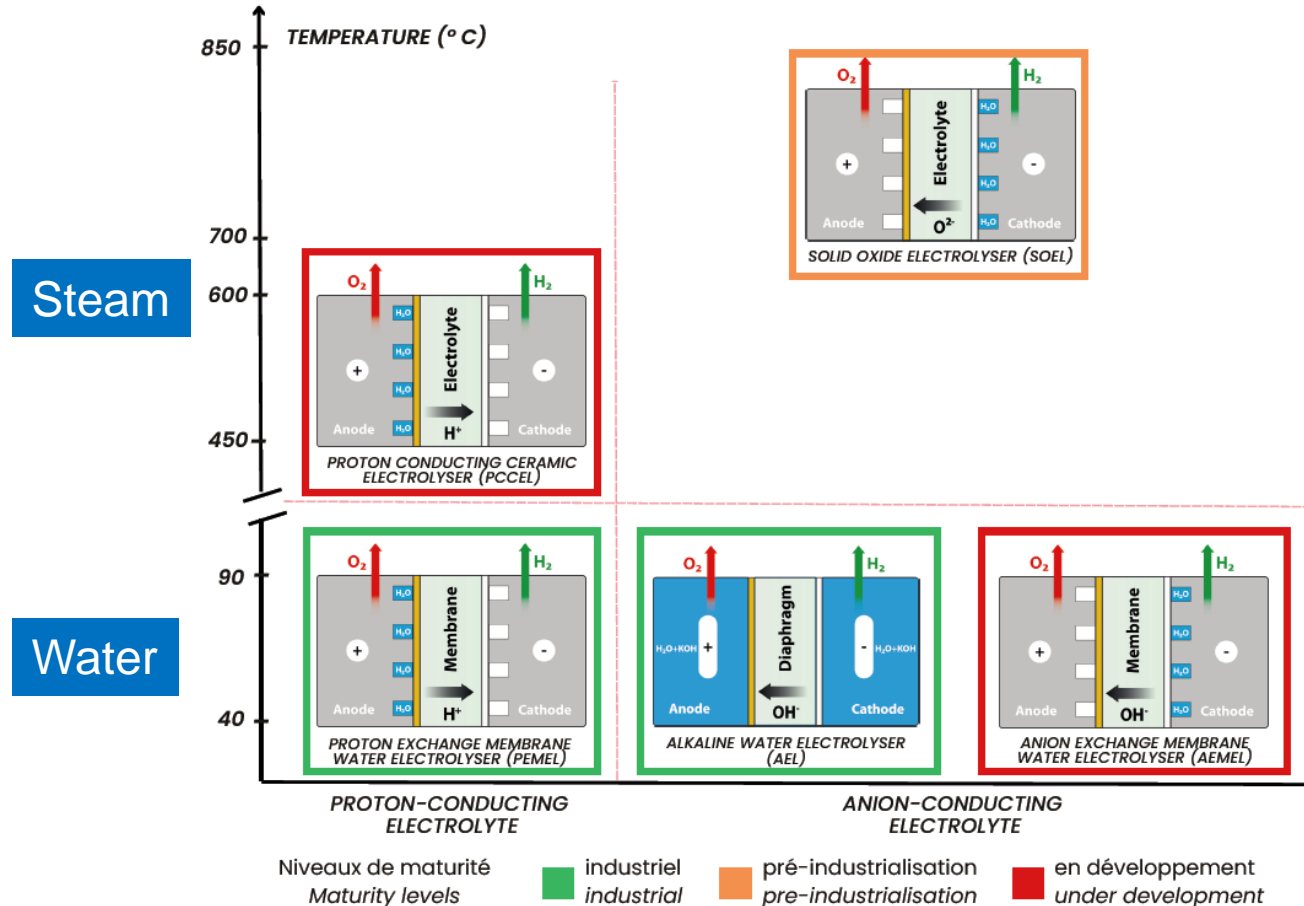 TEMPERATURE (° C)
850
700
600
450
90
40
Steam
Water
O₂
H₂
H₂O
H₂O
H₂O
H₂O
+
-
Electrolyte
Anode
Cathode
O²⁻
SOLID OXIDE ELECTROLYSER (SOEL)
O₂
H₂
H₂O
H₂O
H₂O
H₂O
+
-
Electrolyte
Anode
Cathode
H⁺
PROTON CONDUCTING CERAMIC
ELECTROLYSER (PCCEL)
O₂
H₂
H₂O
H₂O
H₂O
H₂O
+
-
Membrane
Anode
Cathode
H⁺
PROTON EXCHANGE MEMBRANE
WATER ELECTROLYSER (PEMEL)
O₂
H₂
H₂O+KOH
+
-
H₂O+KOH
Diaphragm
Anode
Cathode
OH⁻
ALKALINE WATER ELECTROLYSER
(AEL)
O₂
H₂
H₂O
H₂O
H₂O
H₂O
+
-
Membrane
Anode
Cathode
OH⁻
ANION EXCHANGE MEMBRANE
WATER ELECTROLYSER (AEMEL)
PROTON-CONDUCTING
ELECTROLYTE
ANION-CONDUCTING
ELECTROLYTE
Niveaux de maturité
Maturity levels
industriel
industrial
pré-industrialisation
pre-industrialisation
en développement
under development